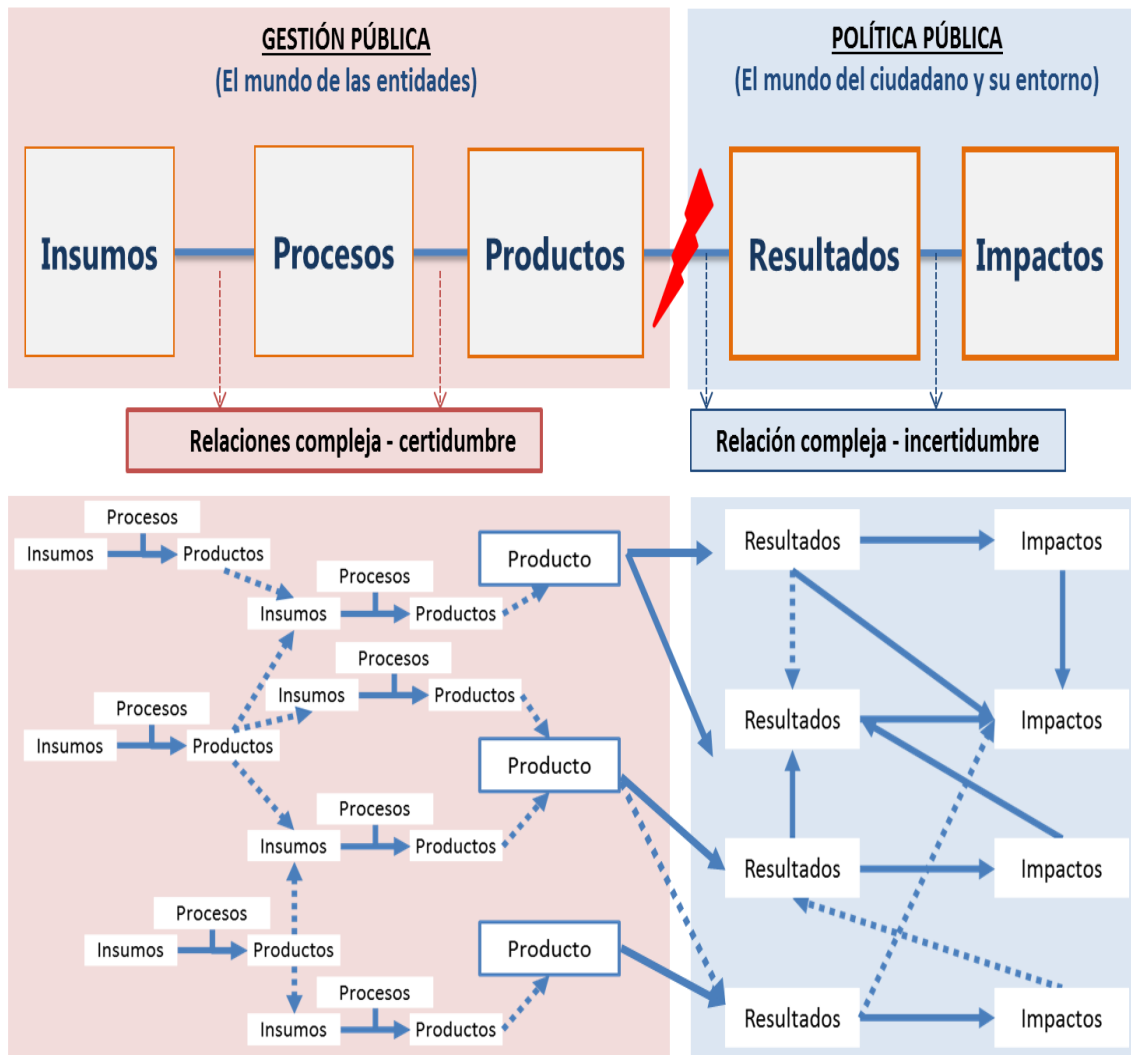 GESTIÓN PÚBLICA
(El mundo de las entidades)
POLÍTICA PÚBLICA
(El mundo del ciudadano y su entorno)
Insumos
Procesos
Productos
Resultados
Impactos
Relaciones compleja - certidumbre
Relación compleja - incertidumbre
Procesos
Insumos
Productos
Procesos
Insumos
Productos
Producto
Resultados
Impactos
Procesos
Insumos
Productos
Procesos
Insumos
Productos
Producto
Resultados
Impactos
Procesos
Insumos
Productos
Resultados
Impactos
Procesos
Insumos
Productos
Producto
Procesos
Insumos
Productos
Resultados
Impactos